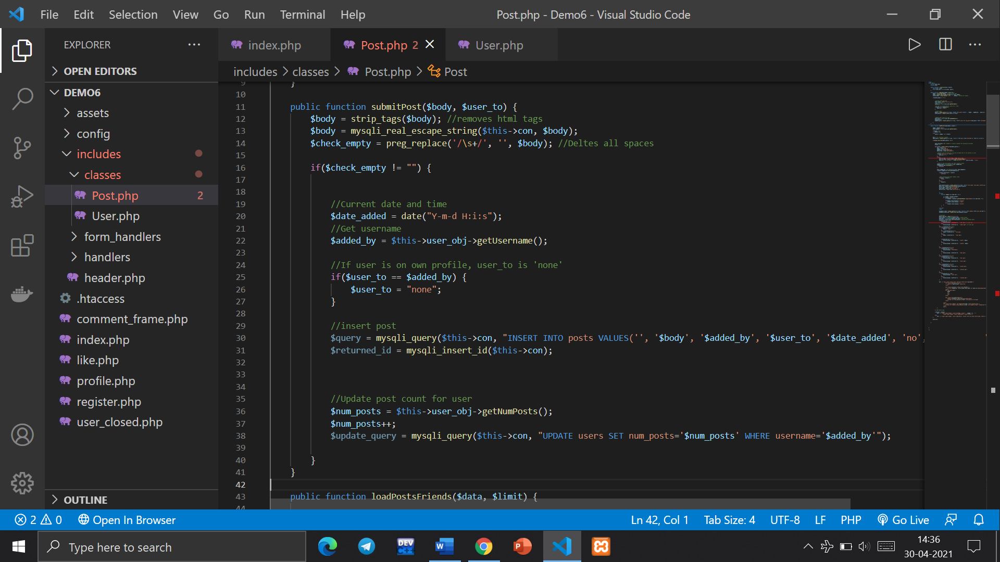 File Edit Selection View Go Run Terminal Help
Post.php - Demo6 - Visual Studio Code
EXPLORER
index.php
Post.php 2
User.php
OPEN EDITORS
includes > classes > Post.php > Post
DEMO6
assets
config
includes
classes
Post.php 2
User.php
form_handlers
handlers
header.php
.htaccess
comment_frame.php
index.php
like.php
profile.php
register.php
user_closed.php
OUTLINE
9 }
10
11 public function submitPost($body, $user_to) {
12 $body = strip_tags($body); //removes html tags
13 $body = mysqli_real_escape_string($this->con, $body);
14 $check_empty = preg_replace('/\s+/', '', $body); //Deltes all spaces
15
16 if($check_empty != "") {
17
18
19 //Current date and time
20 $date_added = date("Y-m-d H:i:s");
21 //Get username
22 $added_by = $this->user_obj->getUsername();
23
24 //If user is on own profile, user_to is 'none'
25 if($user_to == $added_by) {
26 $user_to = "none";
27 }
28
29 //insert post
30 $query = mysqli_query($this->con, "INSERT INTO posts VALUES('', '$body', '$added_by', '$user_to', '$date_added', 'no',
31 $returned_id = mysqli_insert_id($this->con);
32
33
34
35 //Update post count for user
36 $num_posts = $this->user_obj->getNumPosts();
37 $num_posts++;
38 $update_query = mysqli_query($this->con, "UPDATE users SET num_posts='$num_posts' WHERE username='$added_by'");
39
40 }
41 }
42
43 public function loadPostsFriends($data, $limit) {
44
2 0 Open In Browser
Ln 42, Col 1 Tab Size: 4 UTF-8 LF PHP Go Live
Type here to search
DEV C++
W
P
14:36
30-04-2021